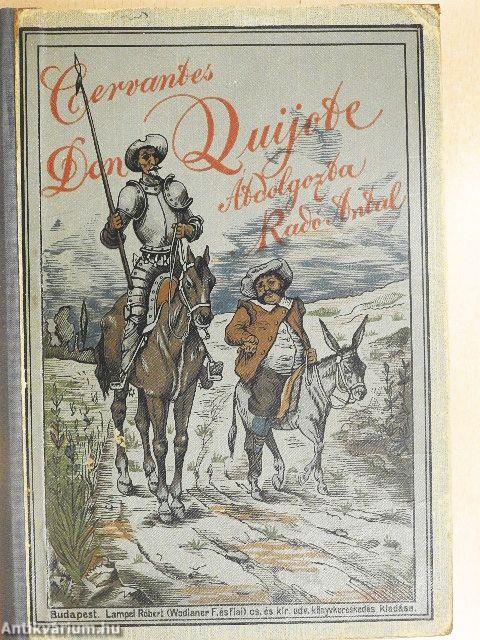 Cervantes
Don Quijote
Átdolgozta
Radó Antal
Budapest. Lampel Róbert (Wodianer F. és fiai) cs. és kir. udv. könyvkereskedés kiadása.
Antikvárium.hu